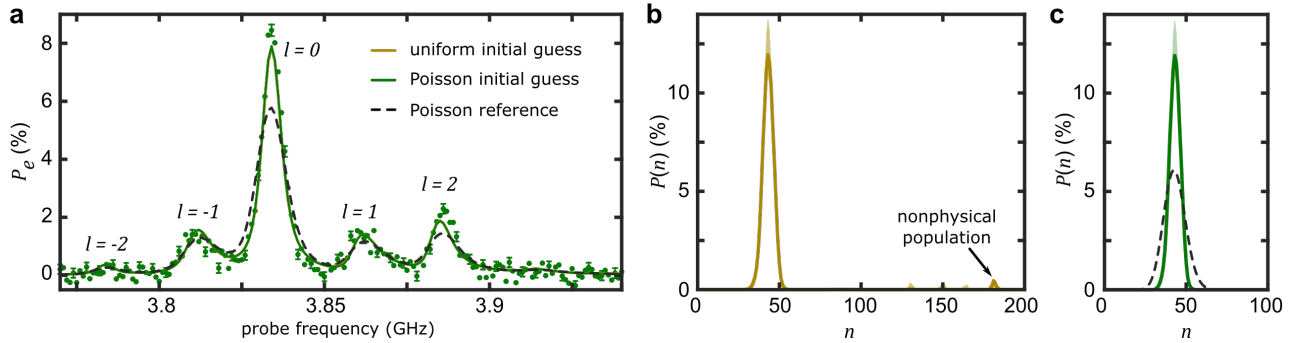 a
8
6
4
2
0
P_e (%)
l = -2
l = -1
l = 0
l = 1
l = 2
uniform initial guess
Poisson initial guess
Poisson reference
3.8
3.85
3.9
probe frequency (GHz)
b
10
5
0
P(n) (%)
nonphysical
population
0
50
100
150
200
n
c
10
5
0
P(n) (%)
0
50
100
n